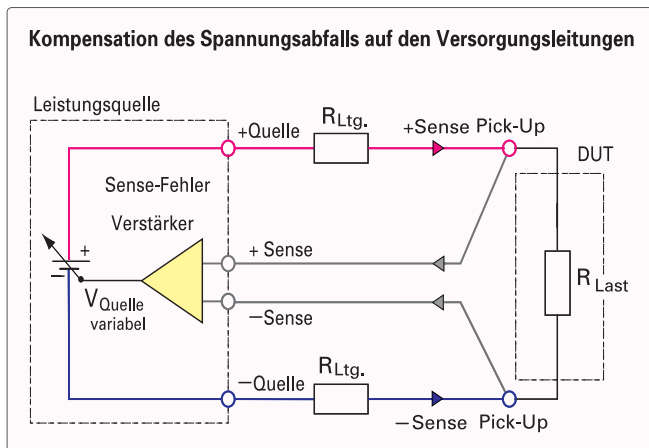 Kompensation des Spannungsabfalls auf den Versorgungsleitungen
Leistungsquelle
+Quelle
RLtg.
+Sense Pick-Up
DUT
Sense-Fehler
Verstärker
+
−
+ Sense
−Sense
VQuelle
variabel
RLast
−Quelle
RLtg.
−Sense Pick-Up